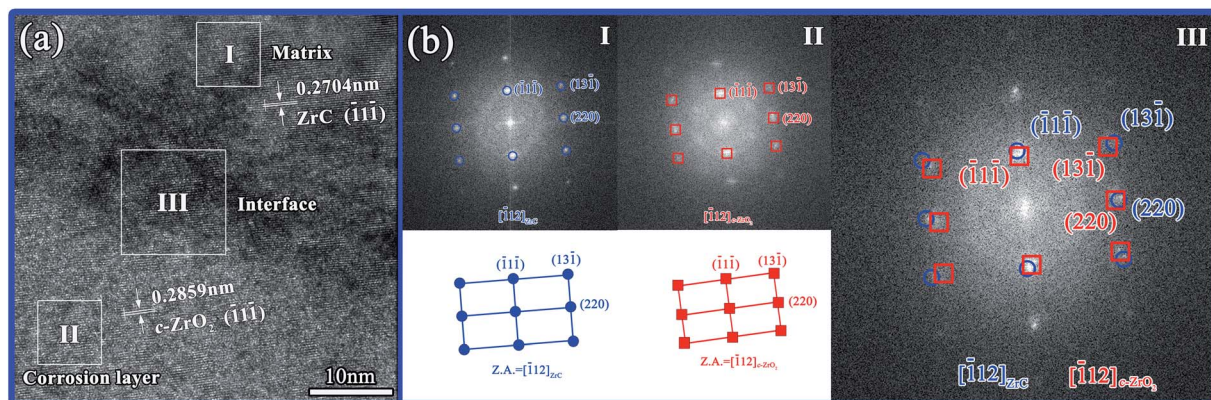 (a)
I
Matrix
0.2704nm
ZrC (1̄11̄)
III
Interface
0.2859nm
c-ZrO₂ (1̄11̄)
II
Corrosion layer
10nm
(b)
I
(1̄11̄)
(131̄)
(220)
[1̄12]ZrC
II
(1̄11̄)
(131̄)
(220)
[1̄12]c-ZrO₂
(1̄11̄)
(131̄)
(220)
Z.A.=[1̄12]ZrC
(1̄11̄)
(131̄)
(220)
Z.A.=[1̄12]c-ZrO₂
III
(1̄11̄)
(131̄)
(1̄11̄)
(131̄)
(220)
(220)
[1̄12]ZrC
[1̄12]c-ZrO₂